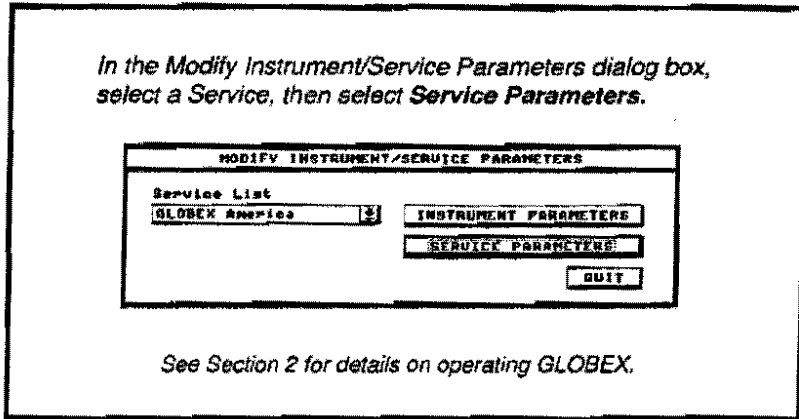 In the Modify Instrument/Service Parameters dialog box,
select a Service, then select Service Parameters.
MODIFY INSTRUMENT/SERVICE PARAMETERS
Service List
GLOBEX America
INSTRUMENT PARAMETERS
SERVICE PARAMETERS
QUIT
See Section 2 for details on operating GLOBEX.